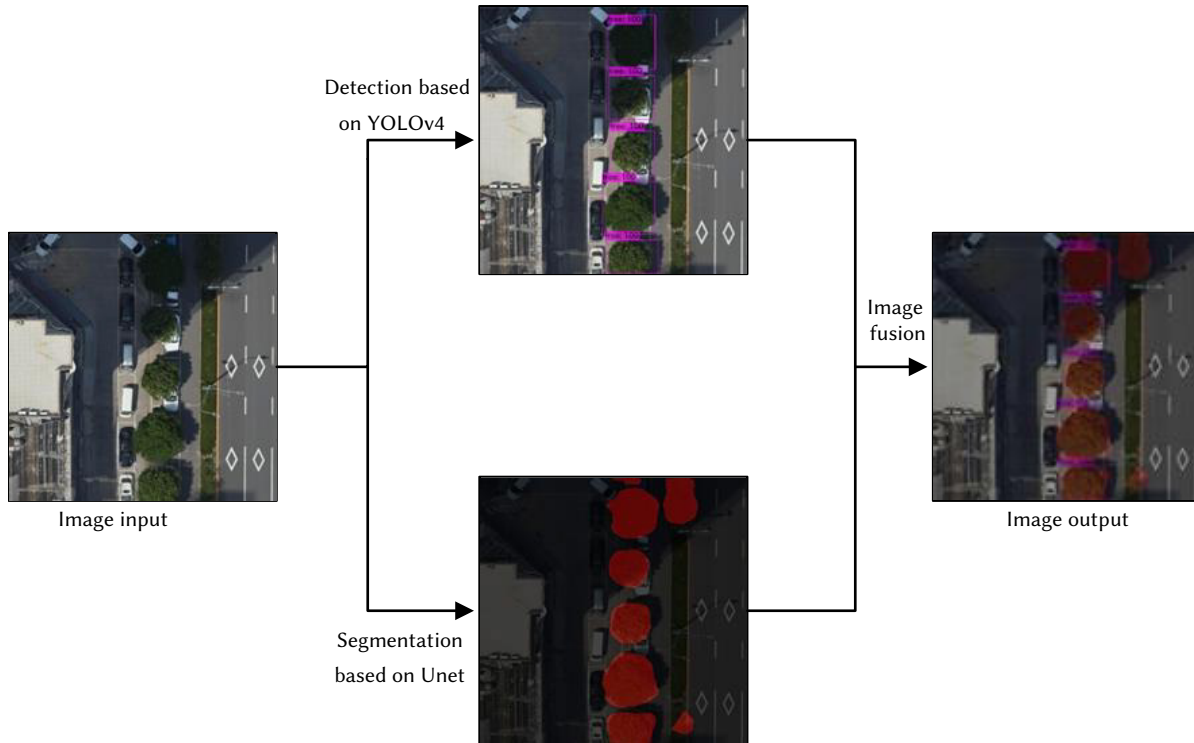 Detection based
on YOLOv4
Image
fusion
Image input
Image output
Segmentation
based on Unet